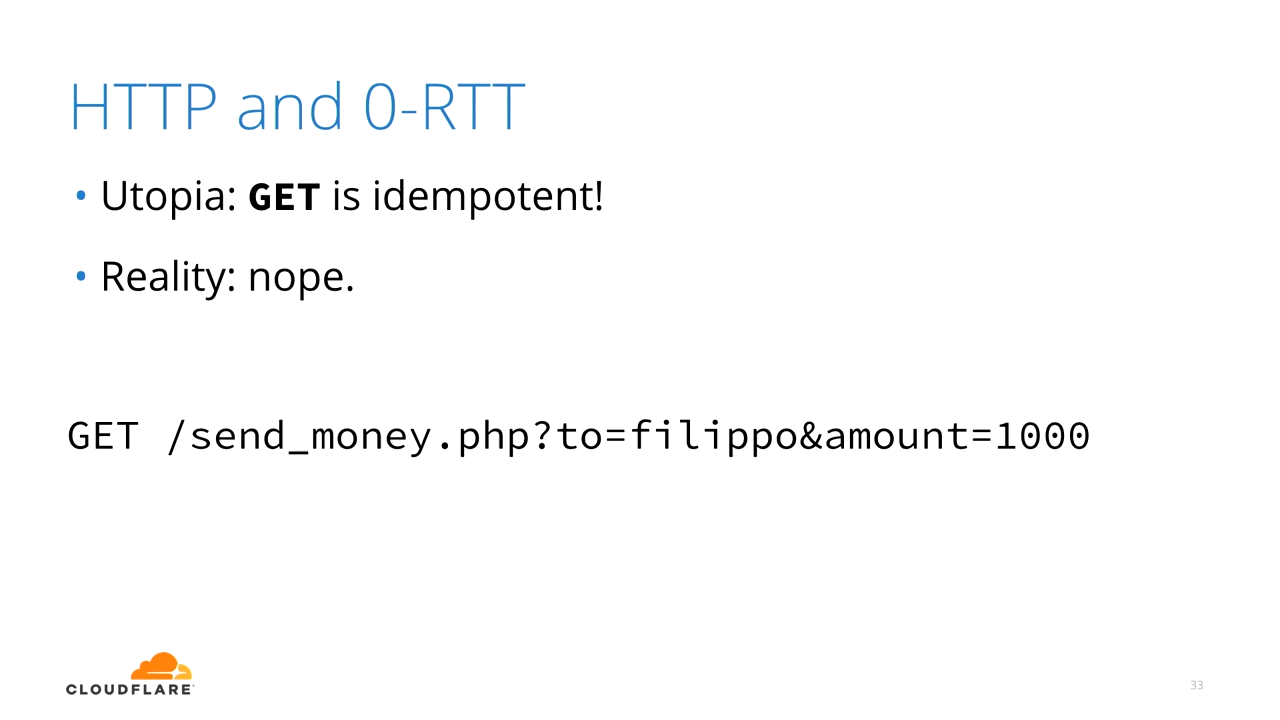 HTTP and 0-RTT
• Utopia: GET is idempotent!
• Reality: nope.
GET /send_money.php?to=filippo&amount=1000
CLOUDFLARE
33